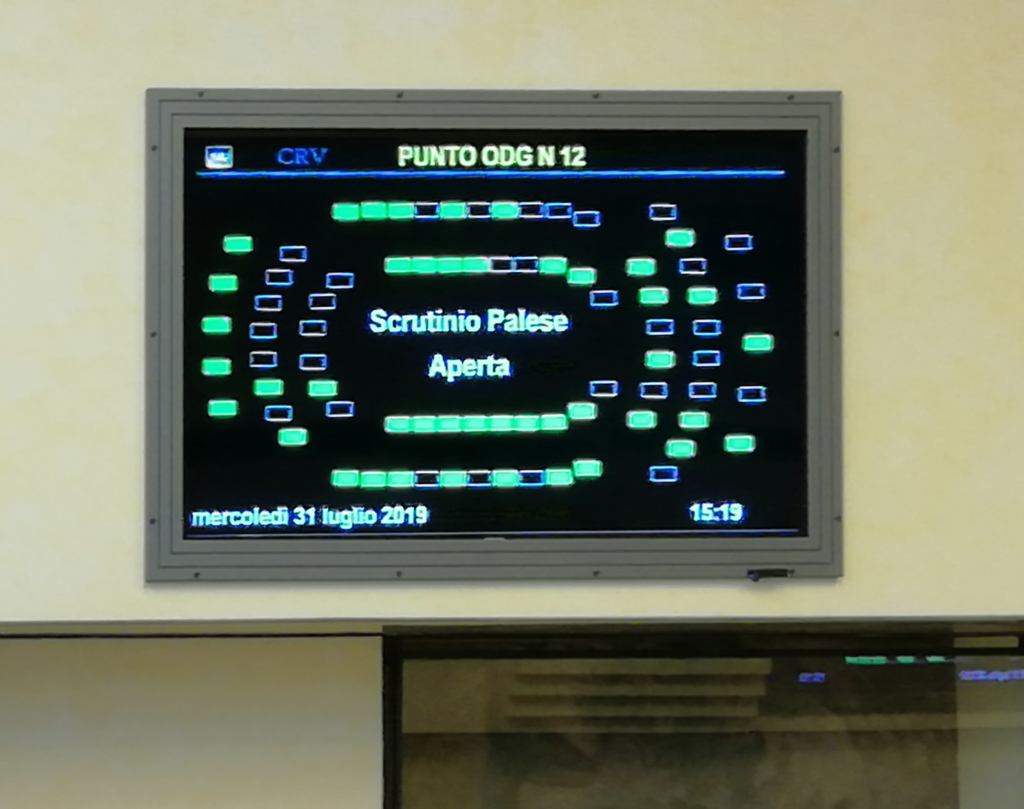 CRV
PUNTO ODG N 12
Scrutinio Palese
Aperta
mercoledì 31 luglio 2019
15:19